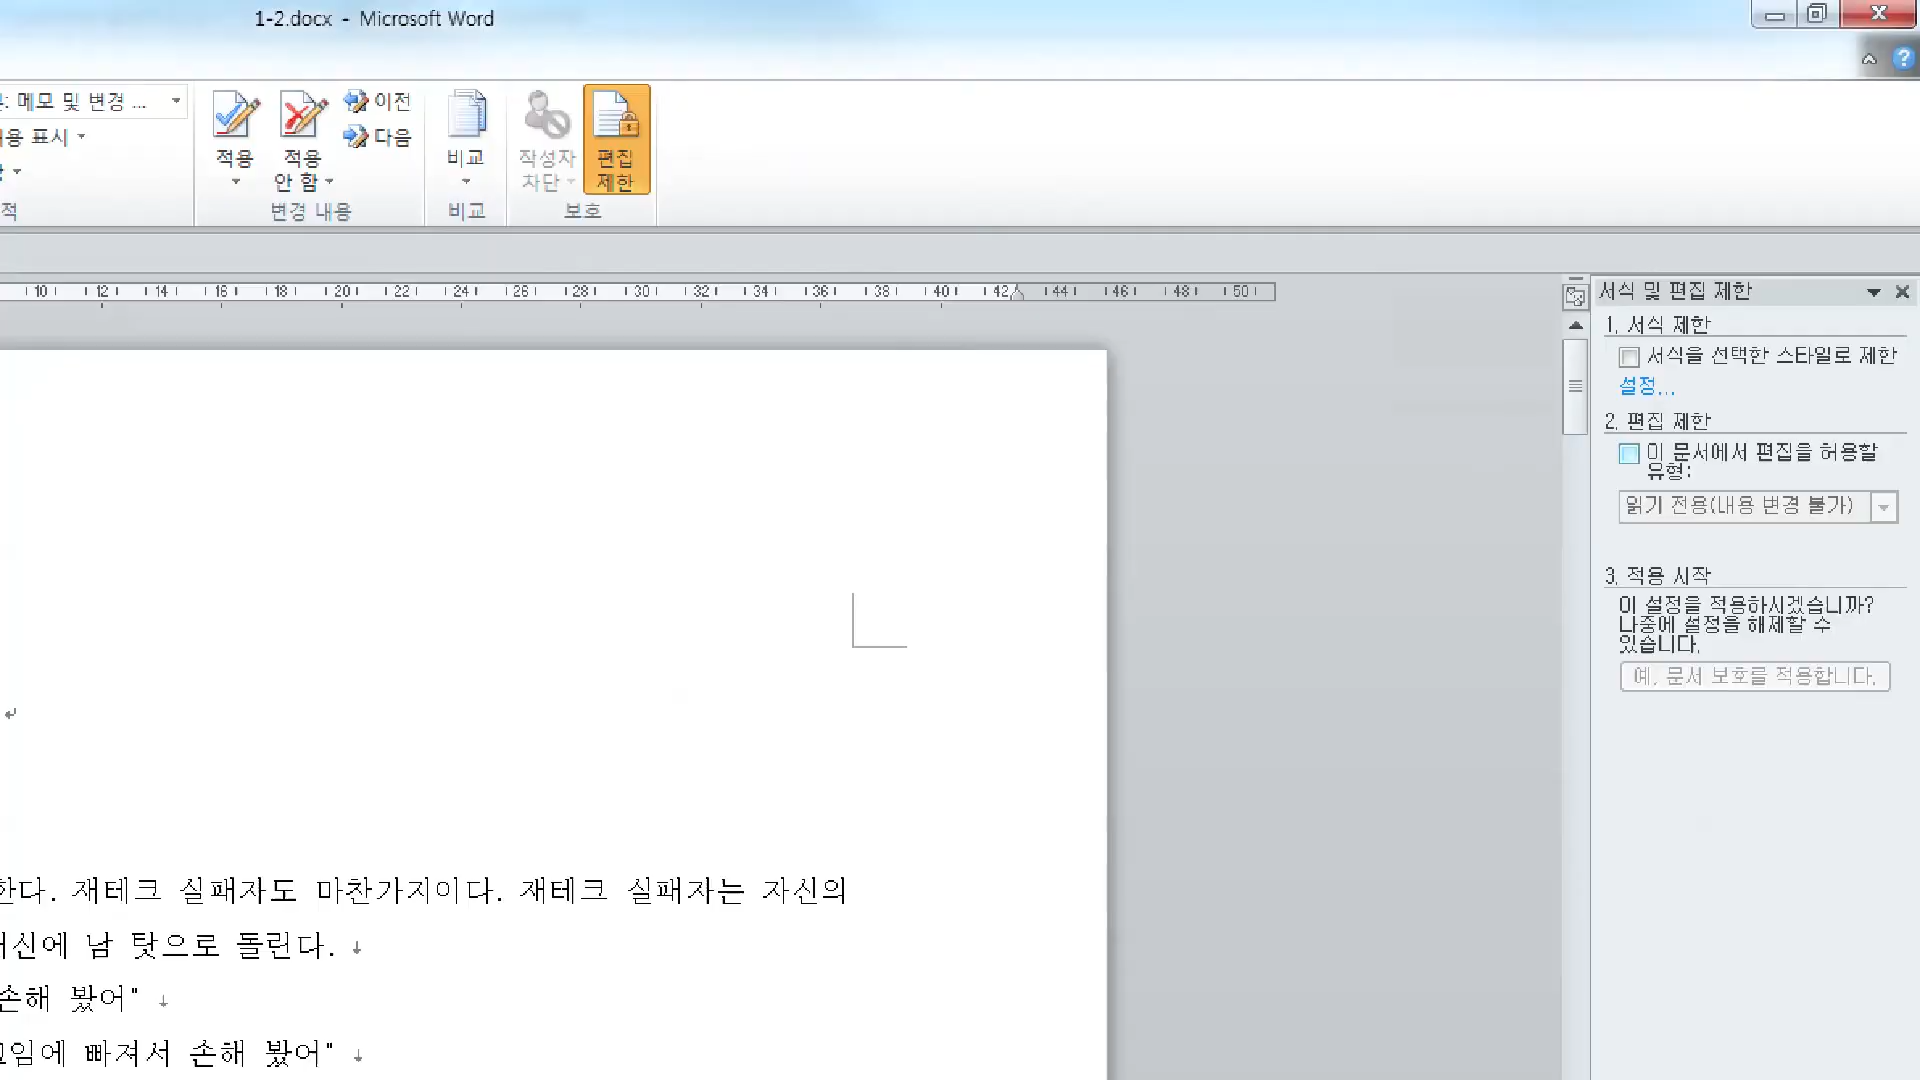 1-2.docx - Microsoft Word
메모 및 변경 ...
표시
적용
적용
안 함
이전
다음
변경 내용
비교
비교
작성자
차단
편집
제한
보호
적
10 12 14 16 18 20 22 24 26 28 30 32 34 36 38 40 42 44 46 48 50
서식 및 편집 제한
1. 서식 제한
서식을 선택한 스타일로 제한
설정...
2. 편집 제한
이 문서에서 편집을 허용할
유형:
읽기 전용(내용 변경 불가)
3. 적용 시작
이 설정을 적용하시겠습니까?
나중에 설정을 해제할 수
있습니다.
예, 문서 보호를 적용합니다.
한다. 재테크 실패자도 마찬가지이다. 재테크 실패자는 자신의
남 탓으로 돌린다. ↓
손해 봤어" ↓
빠져서 손해 봤어" ↓